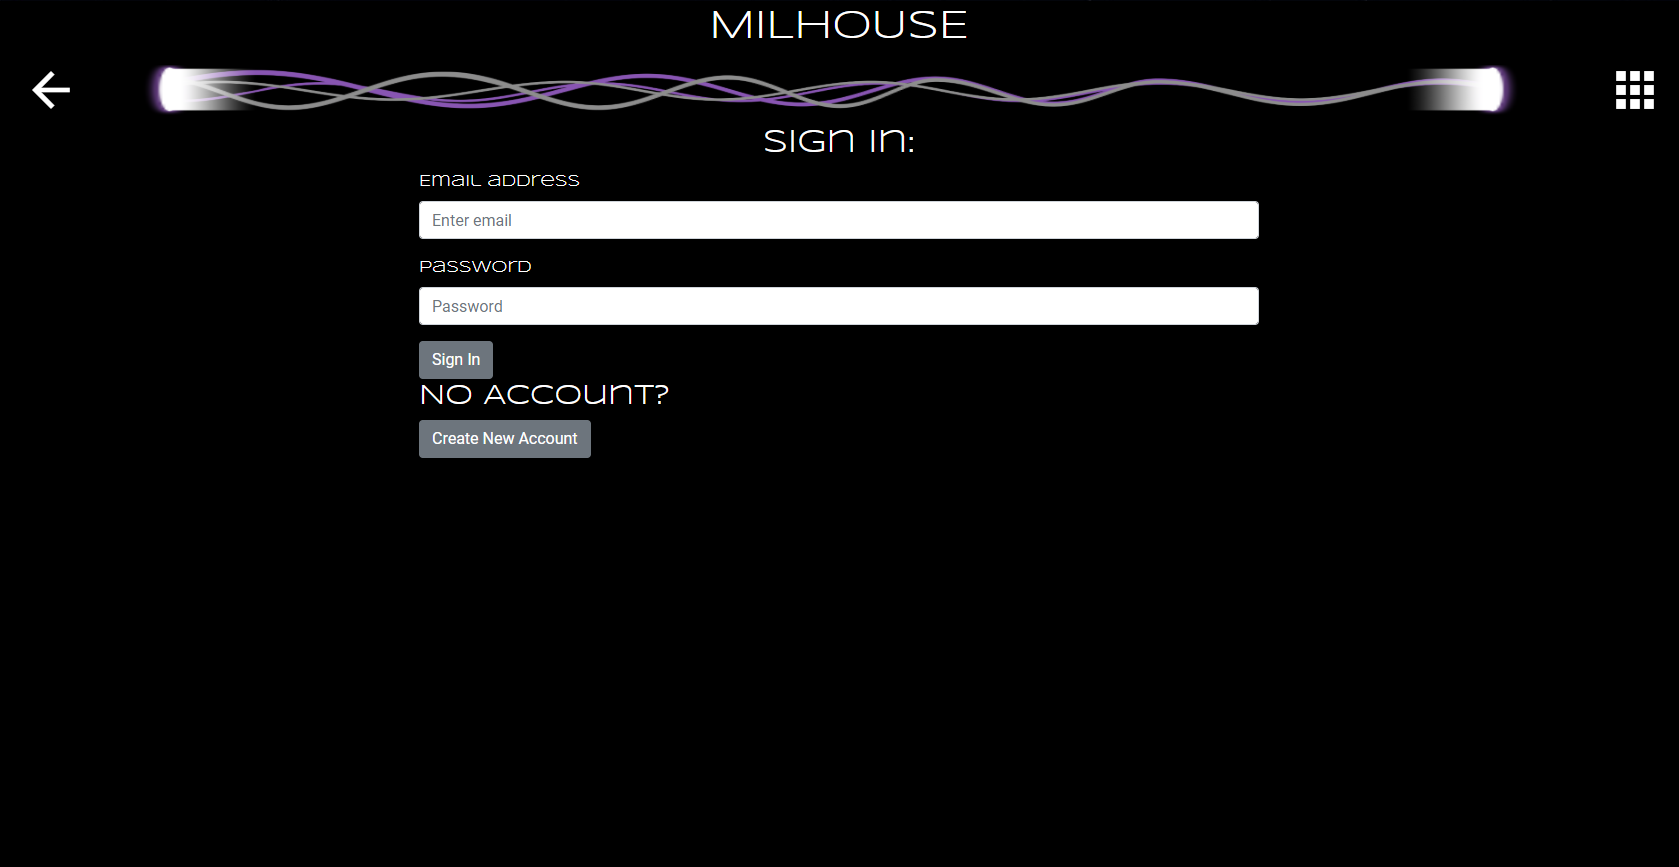 MILHOUSE
Sign In:
Email address
Enter email
Password
Password
Sign In
No Account?
Create New Account